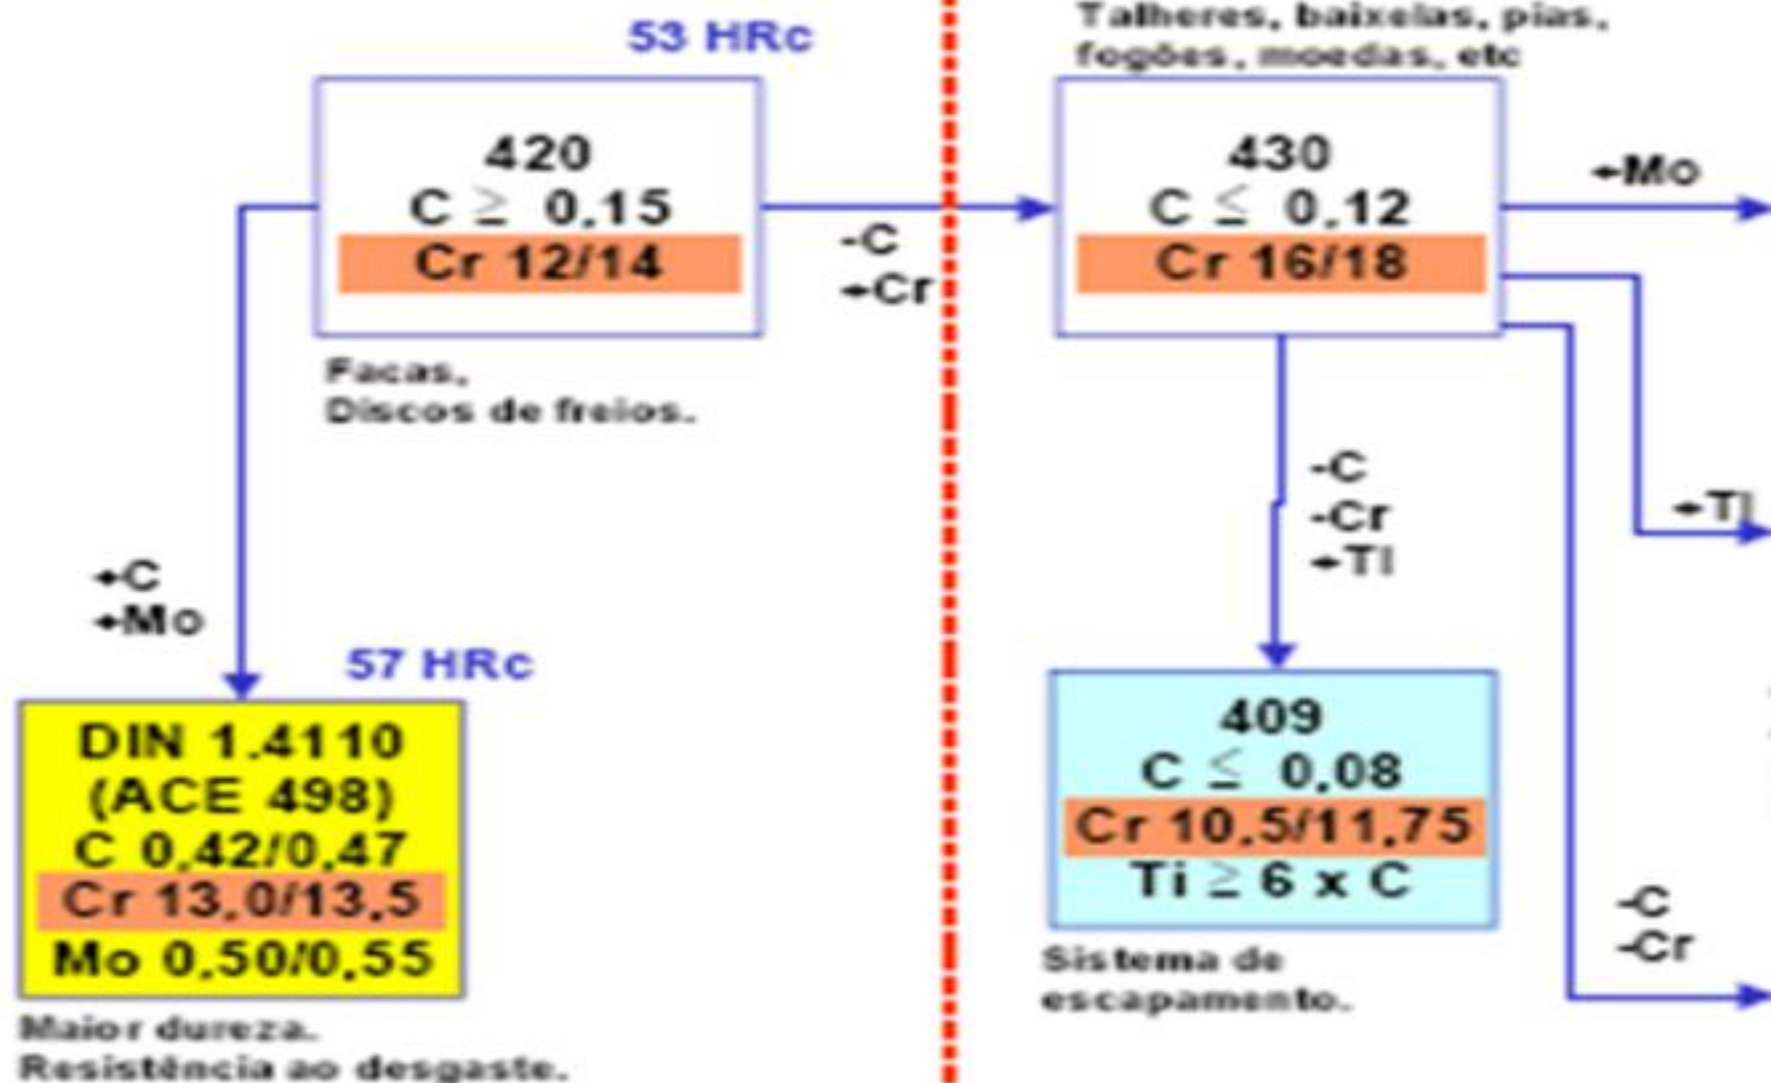 53 HRc
420
C ≥ 0,15
Cr 12/14
Facas,
Discos de freios.
-C
+Cr
Talheres, baixelas, pias,
fogões, moedas, etc
430
C ≤ 0,12
Cr 16/18
+Mo
+Ti
-C
-Cr
+Ti
+C
+Mo
57 HRc
DIN 1.4110
(ACE 498)
C 0,42/0,47
Cr 13,0/13,5
Mo 0,50/0,55
Maior dureza.
Resistência ao desgaste.
409
C ≤ 0,08
Cr 10,5/11,75
Ti ≥ 6 x C
Sistema de
escapamento.
-C
-Cr